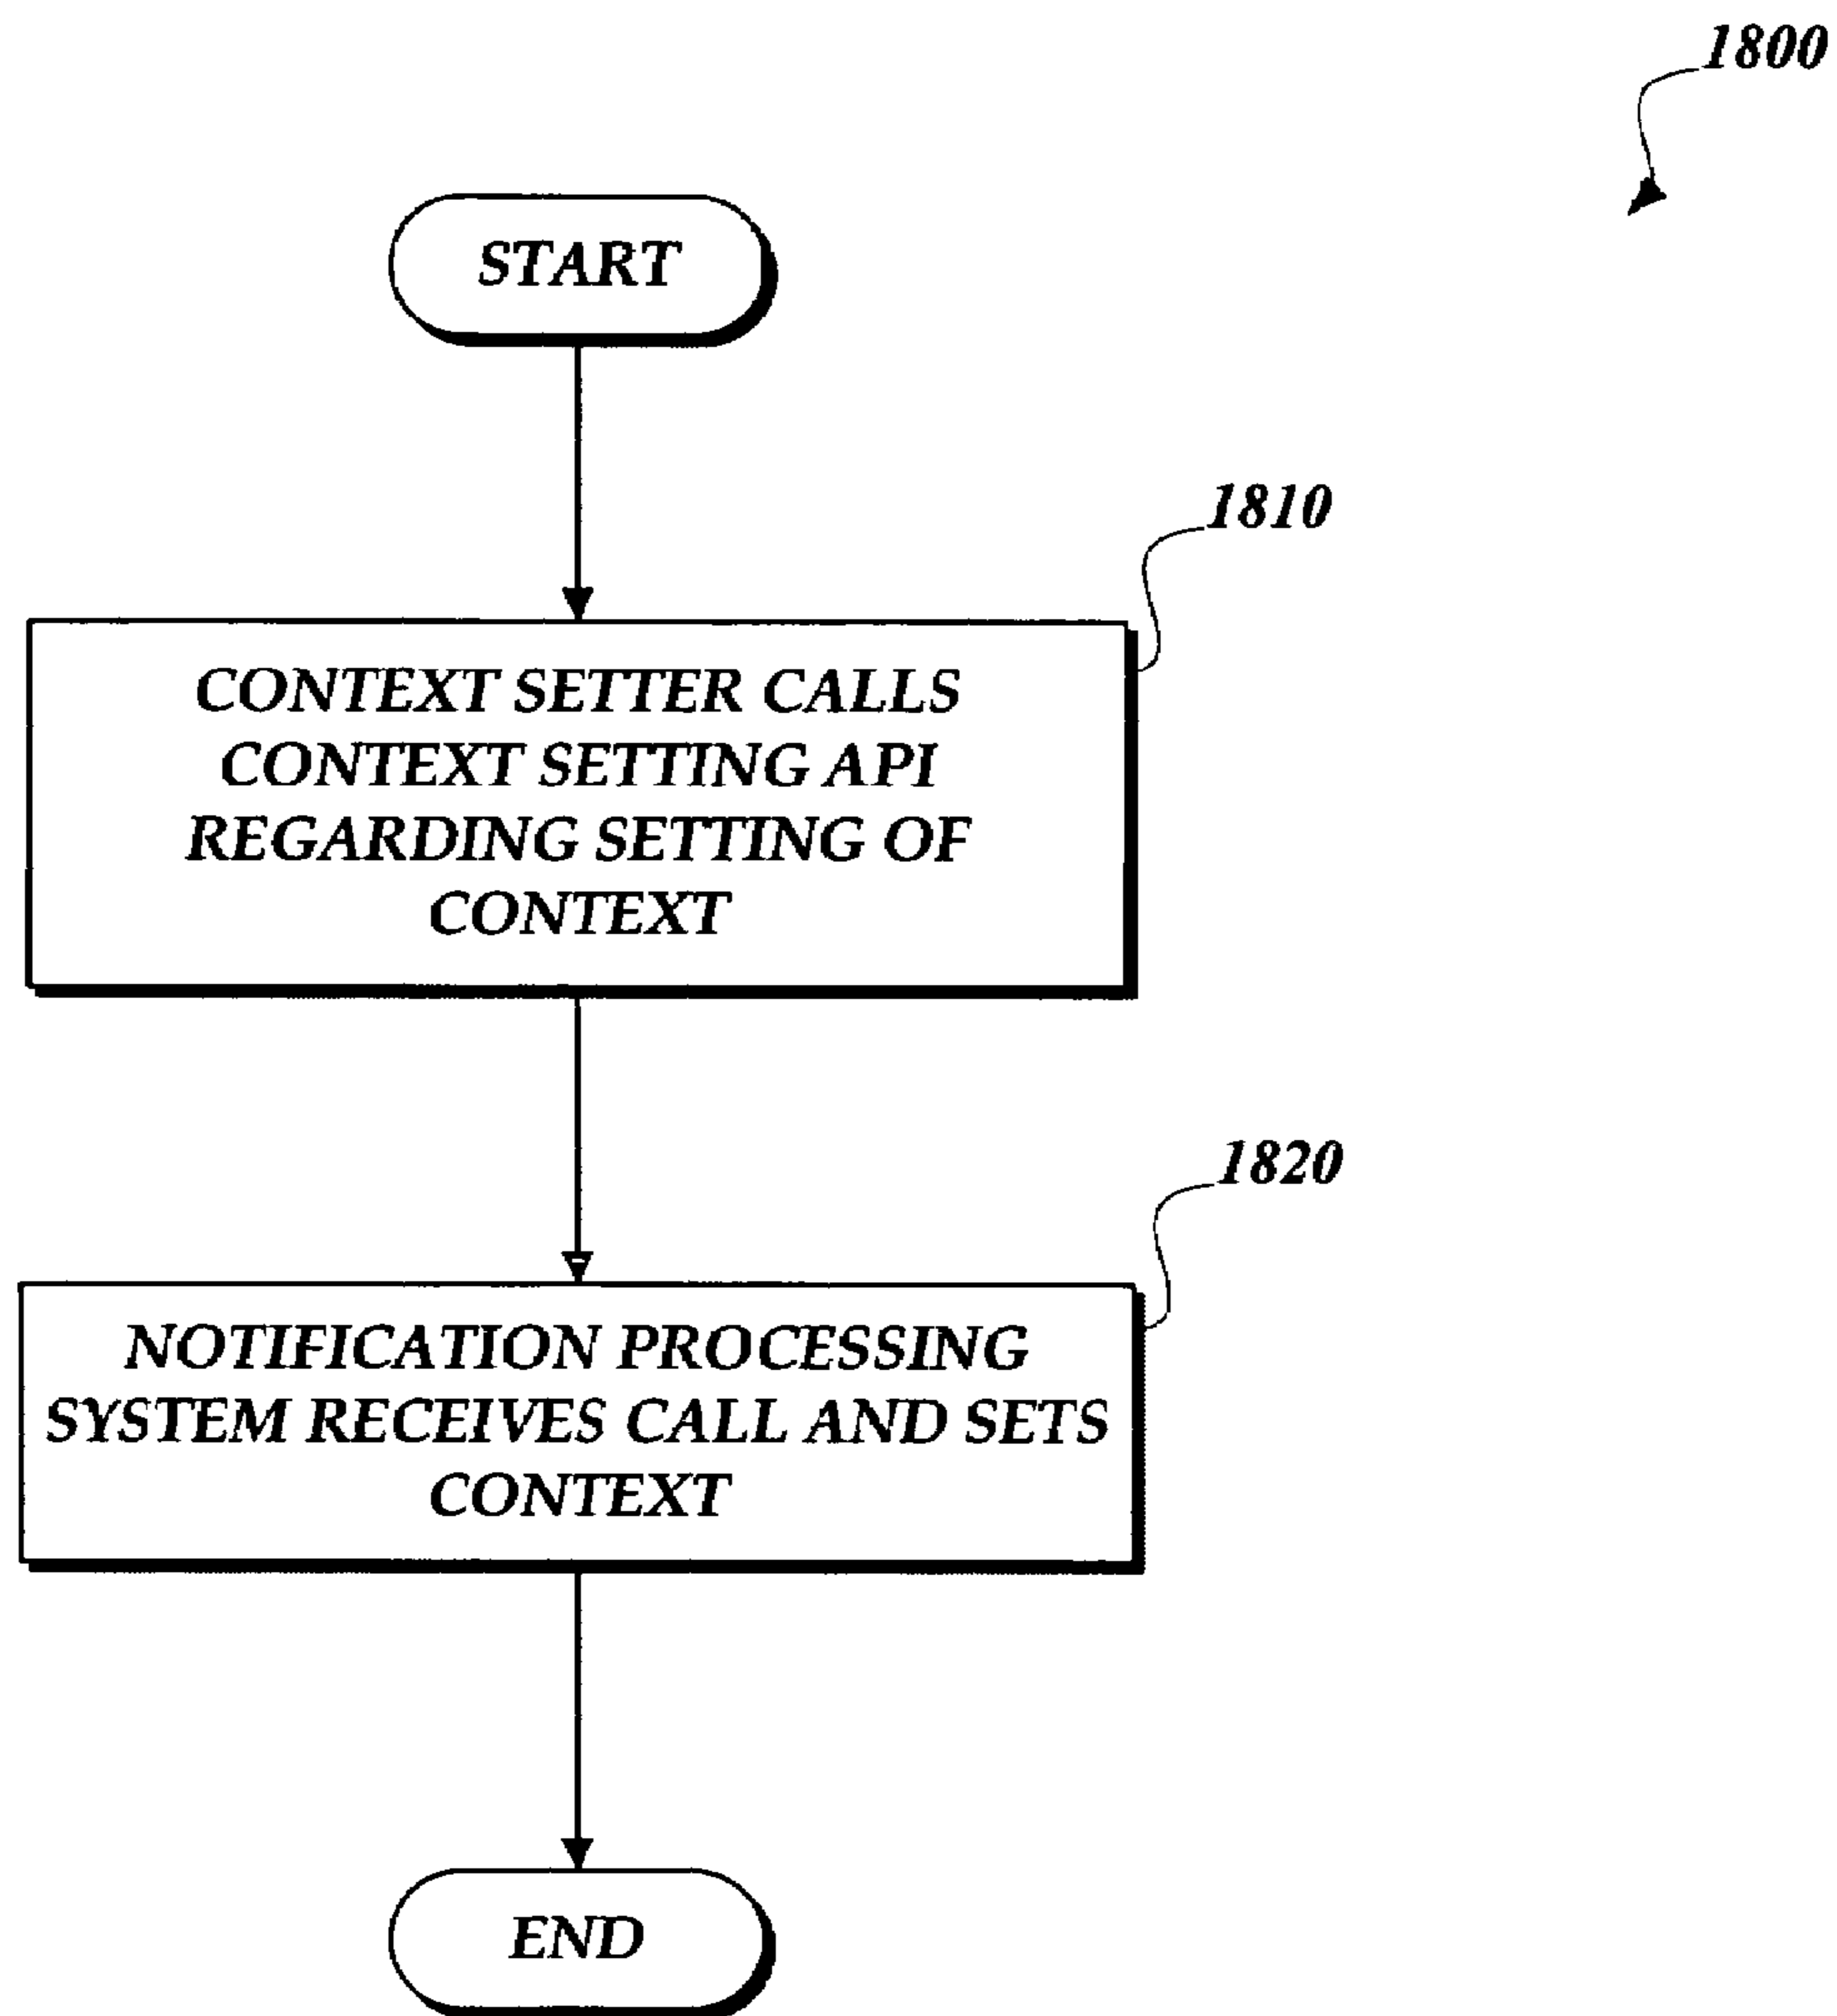 1800
START
1810
CONTEXT SETTER CALLS
CONTEXT SETTING API
REGARDING SETTING OF
CONTEXT
1820
NOTIFICATION PROCESSING
SYSTEM RECEIVES CALL AND SETS
CONTEXT
END